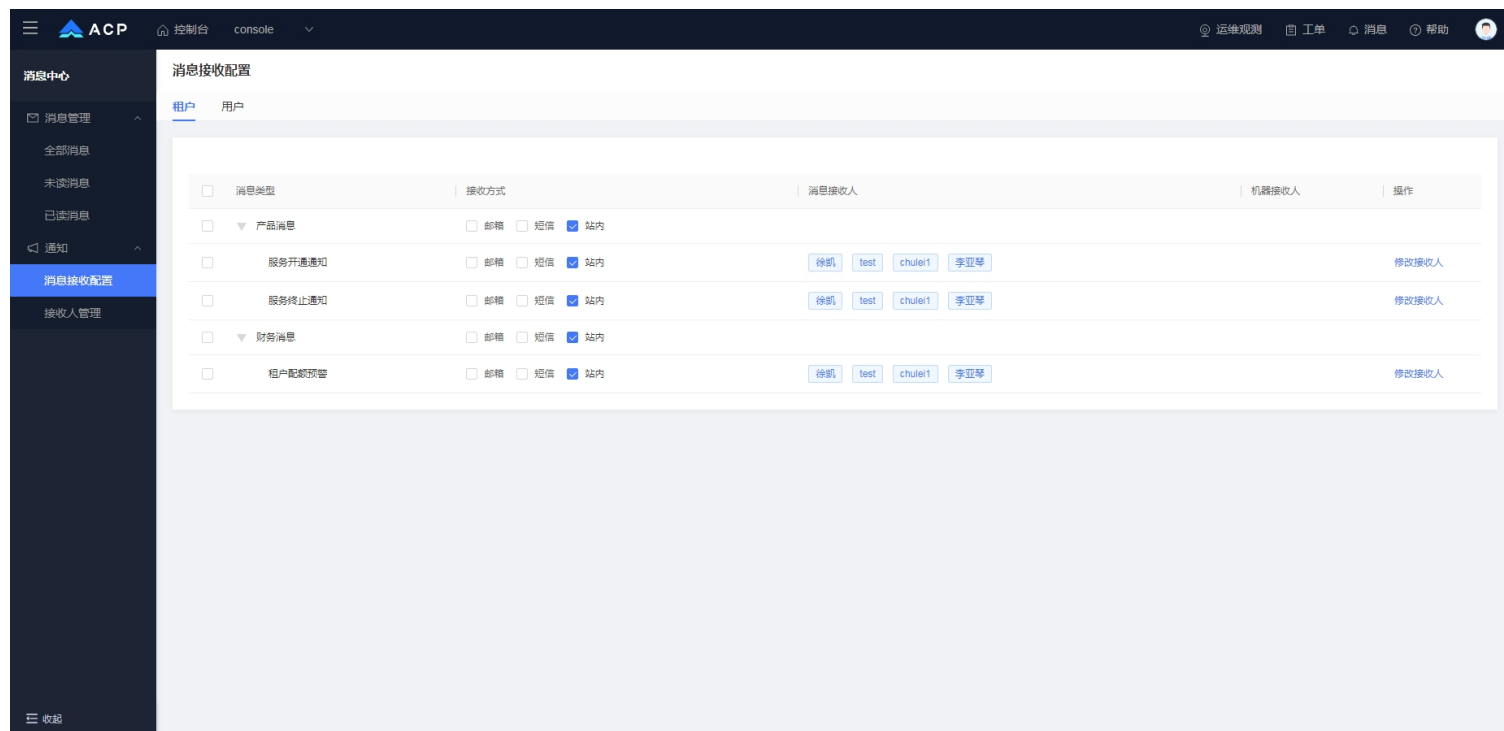 ACP 控制台 console 运维观测 工单 消息 帮助
消息中心
消息管理
全部消息
未读消息
已读消息
通知
消息接收配置
接收人管理
收起
消息接收配置
租户 用户
消息类型 接收方式 消息接收人 机器接收人 操作
产品消息 邮箱 短信 站内
服务开通通知 邮箱 短信 站内 徐凯 test chulei1 李亚琴 修改接收人
服务终止通知 邮箱 短信 站内 徐凯 test chulei1 李亚琴 修改接收人
财务消息 邮箱 短信 站内
租户配额预警 邮箱 短信 站内 徐凯 test chulei1 李亚琴 修改接收人